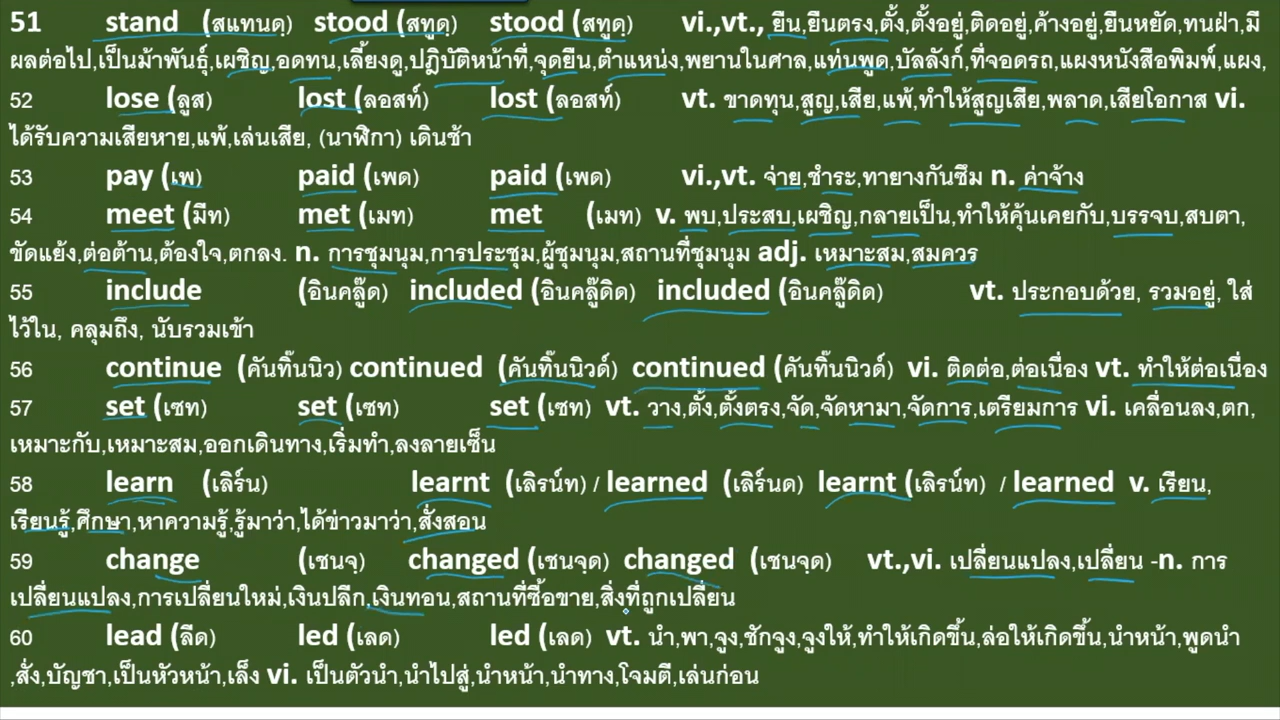 51 stand (สแทนดฺ) stood (สทูดฺ) stood (สทูดฺ) vi.,vt., ยืน,ยืนตรง,ตั้ง,ตั้งอยู่,ติดอยู่,ค้างอยู่,ยืนหยัด,ทนฝ่า,มี
ผลต่อไป,เป็นม้าพันธุ์,เผชิญ,อดทน,เลี้ยงดู,ปฎิบัติหน้าที่,จุดยืน,ตำแหน่ง,พยานในศาล,แท่นพูด,บัลลังก์,ที่จอดรถ,แผงหนังสือพิมพ์,แผง,
52 lose (ลูส) lost (ลอสท์) lost (ลอสท์) vt. ขาดทุน,สูญ,เสีย,แพ้,ทำให้สูญเสีย,พลาด,เสียโอกาส vi.
ได้รับความเสียหาย,แพ้,เล่นเสีย, (นาฬิกา) เดินช้า
53 pay (เพ) paid (เพด) paid (เพด) vi.,vt. จ่าย,ชำระ,ทายางกันซึม n. ค่าจ้าง
54 meet (มีท) met (เมท) met (เมท) v. พบ,ประสบ,เผชิญ,กลายเป็น,ทำให้คุ้นเคยกับ,บรรจบ,สบตา,
ขัดแย้ง,ต่อต้าน,ต้องใจ,ตกลง. n. การชุมนุม,การประชุม,ผู้ชุมนุม,สถานที่ชุมนุม adj. เหมาะสม,สมควร
55 include (อินคลู๊ด) included (อินคลู๊ดิด) included (อินคลู๊ดิด) vt. ประกอบด้วย, รวมอยู่, ใส่
ไว้ใน, คลุมถึง, นับรวมเข้า
56 continue (คันทิ๊นนิว) continued (คันทิ๊นนิวด์) continued (คันทิ๊นนิวด์) vi. ติดต่อ,ต่อเนื่อง vt. ทำให้ต่อเนื่อง
57 set (เซท) set (เซท) set (เซท) vt. วาง,ตั้ง,ตั้งตรง,จัด,จัดหามา,จัดการ,เตรียมการ vi. เคลื่อนลง,ตก,
เหมาะกับ,เหมาะสม,ออกเดินทาง,เริ่มทำ,ลงลายเซ็น
58 learn (เลิร์น) learnt (เลิรน์ท) / learned (เลิร์นด) learnt (เลิรน์ท) / learned v. เรียน,
เรียนรู้,ศึกษา,หาความรู้,รู้มาว่า,ได้ข่าวมาว่า,สั่งสอน
59 change (เชนจฺ) changed (เชนจฺด) changed (เชนจฺด) vt.,vi. เปลี่ยนแปลง,เปลี่ยน -n. การ
เปลี่ยนแปลง,การเปลี่ยนใหม่,เงินปลีก,เงินทอน,สถานที่ซื้อขาย,สิ่งที่ถูกเปลี่ยน
60 lead (ลีด) led (เลด) led (เลด) vt. นำ,พา,จูง,ชักจูง,จูงให้,ทำให้เกิดขึ้น,ล่อให้เกิดขึ้น,นำหน้า,พูดนำ
,สั่ง,บัญชา,เป็นหัวหน้า,เล็ง vi. เป็นตัวนำ,นำไปสู่,นำหน้า,นำทาง,โจมตี,เล่นก่อน